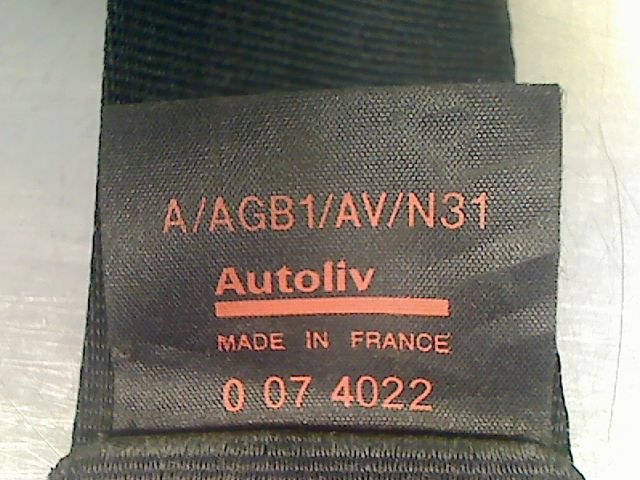 A/AGB1/AV/N31
Autoliv
MADE IN FRANCE
0 07 4022